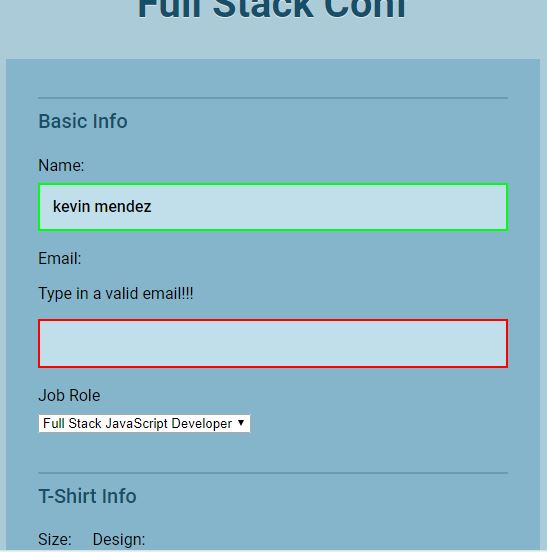 Full Stack Conf
Basic Info
Name:
kevin mendez
Email:
Type in a valid email!!!
Job Role
Full Stack JavaScript Developer
T-Shirt Info
Size: Design: